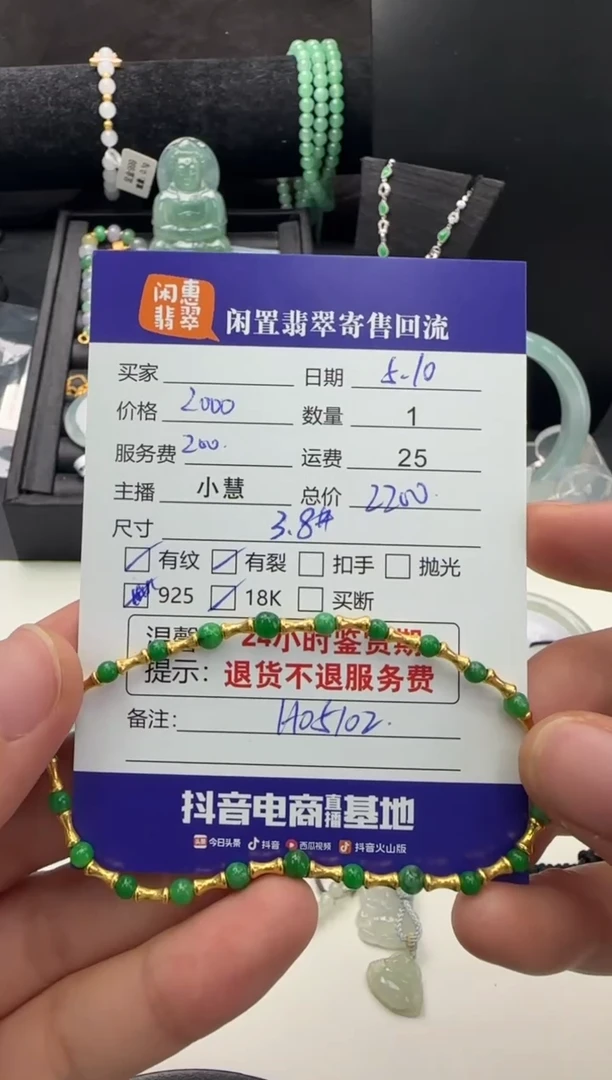 闲惠翡翠 闲置翡翠寄售回流
买家 日期 5-10
价格 2000 数量 1
服务费 200. 运费 25
主播 小慧 总价 2200.
尺寸 3.8#
有纹 有裂 扣手 抛光
925 18K 买断
温馨 24小时鉴赏期
提示: 退货不退服务费
备注: H05102.
抖音电商直播基地
头条 今日头条 抖音 西瓜视频 抖音火山版